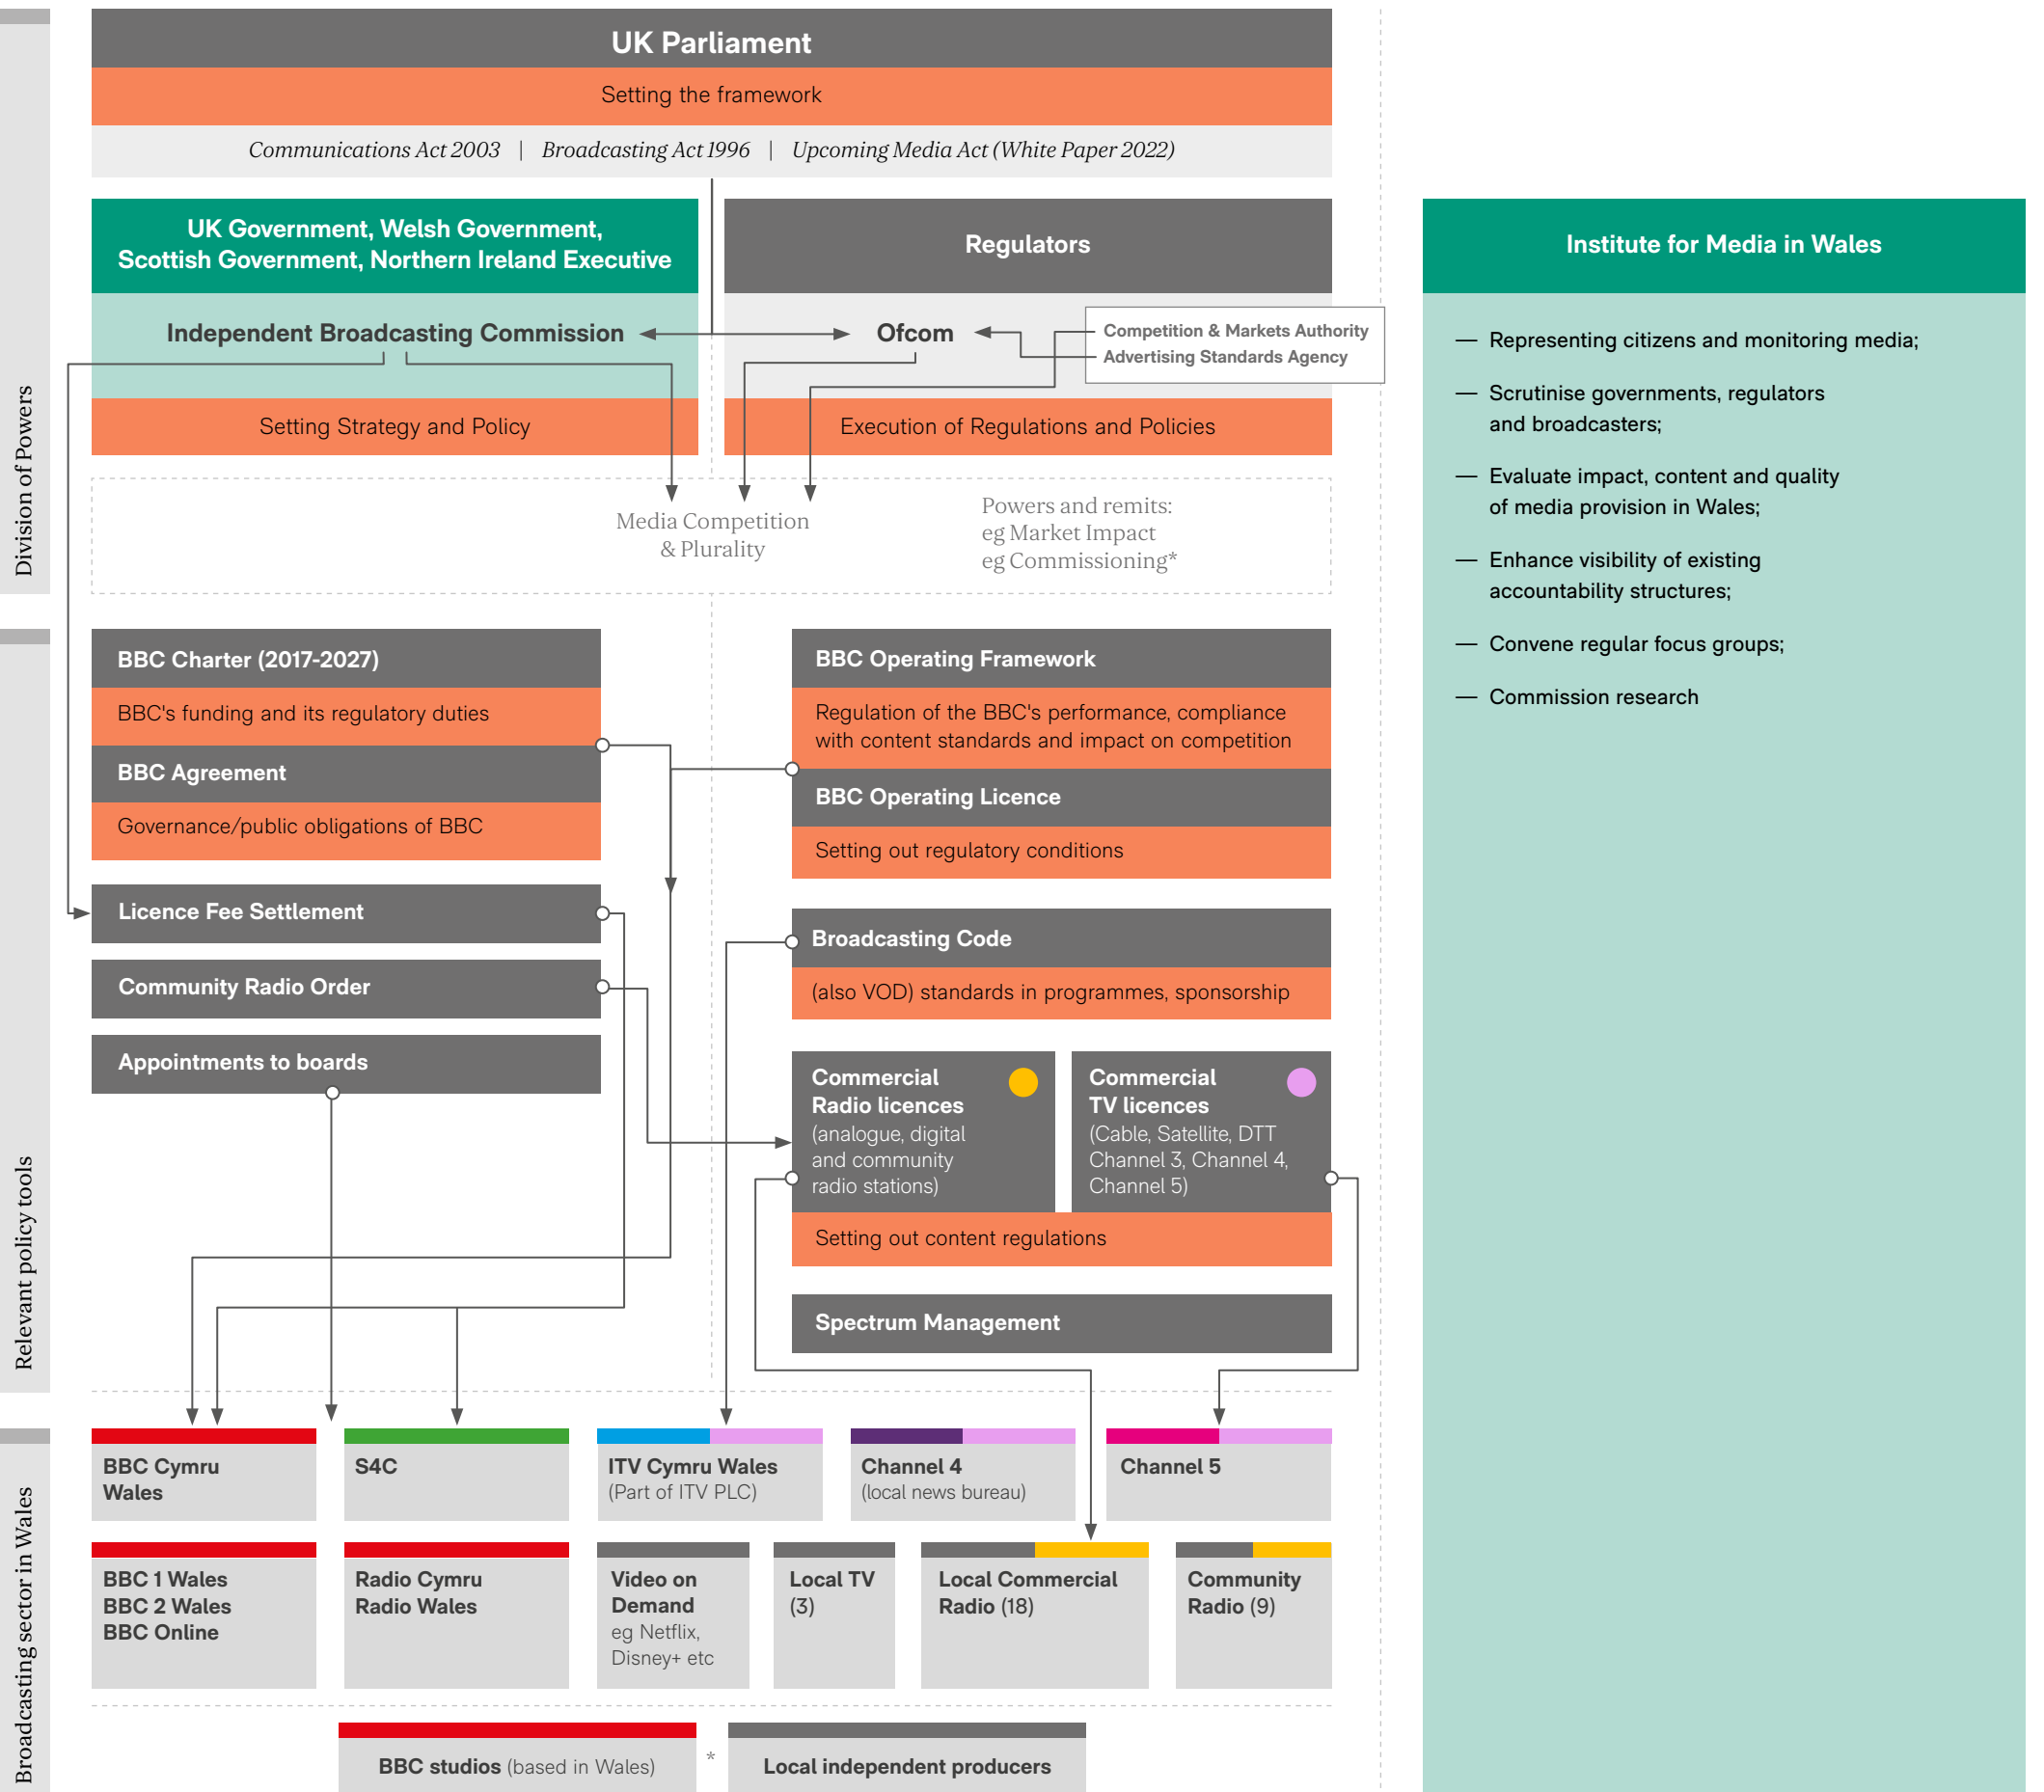 UK Parliament
Setting the framework
Communications Act 2003 | Broadcasting Act 1996 | Upcoming Media Act (White Paper 2022)
Division of Powers
UK Government, Welsh Government,
Scottish Government, Northern Ireland Executive
Independent Broadcasting Commission
Setting Strategy and Policy
Regulators
Ofcom
Competition & Markets Authority
Advertising Standards Agency
Execution of Regulations and Policies
Media Competition
& Plurality
Powers and remits:
eg Market Impact
eg Commissioning*
Relevant policy tools
BBC Charter (2017-2027)
BBC's funding and its regulatory duties
BBC Agreement
Governance/public obligations of BBC
Licence Fee Settlement
Community Radio Order
Appointments to boards
BBC Operating Framework
Regulation of the BBC's performance, compliance
with content standards and impact on competition
BBC Operating Licence
Setting out regulatory conditions
Broadcasting Code
(also VOD) standards in programmes, sponsorship
Commercial
Radio licences
(analogue, digital
and community
radio stations)
Commercial
TV licences
(Cable, Satellite, DTT
Channel 3, Channel 4,
Channel 5)
Setting out content regulations
Spectrum Management
Broadcasting sector in Wales
BBC Cymru
Wales
S4C
ITV Cymru Wales
(Part of ITV PLC)
Channel 4
(local news bureau)
Channel 5
BBC 1 Wales
BBC 2 Wales
BBC Online
Radio Cymru
Radio Wales
Video on
Demand
eg Netflix,
Disney+ etc
Local TV
(3)
Local Commercial
Radio (18)
Community
Radio (9)
BBC studios (based in Wales)
*
Local independent producers
Institute for Media in Wales
— Representing citizens and monitoring media;
— Scrutinise governments, regulators
and broadcasters;
— Evaluate impact, content and quality
of media provision in Wales;
— Enhance visibility of existing
accountability structures;
— Convene regular focus groups;
— Commission research